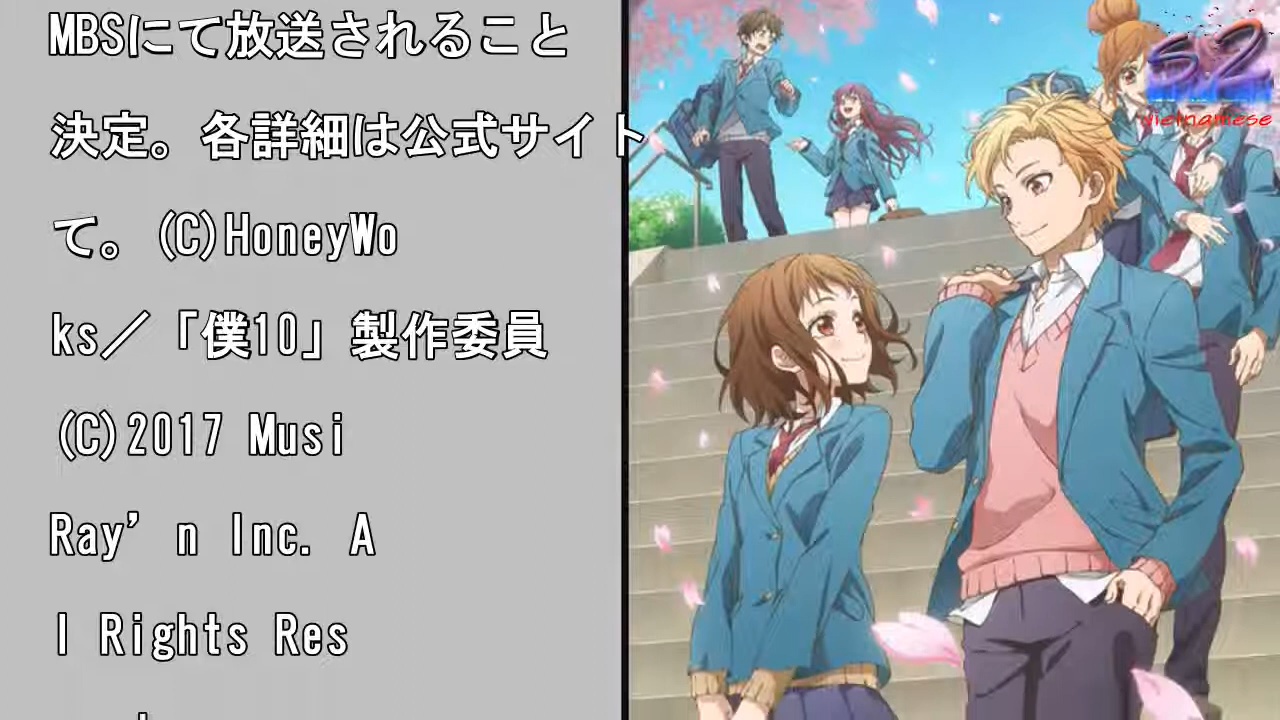 MBSにて放送されること
決定。各詳細は公式サイト
て。(C)HoneyWo
ks／「僕10」製作委員
(C)2017 Musi
Ray’n Inc. A
l Rights Res
S.2
vietnamese